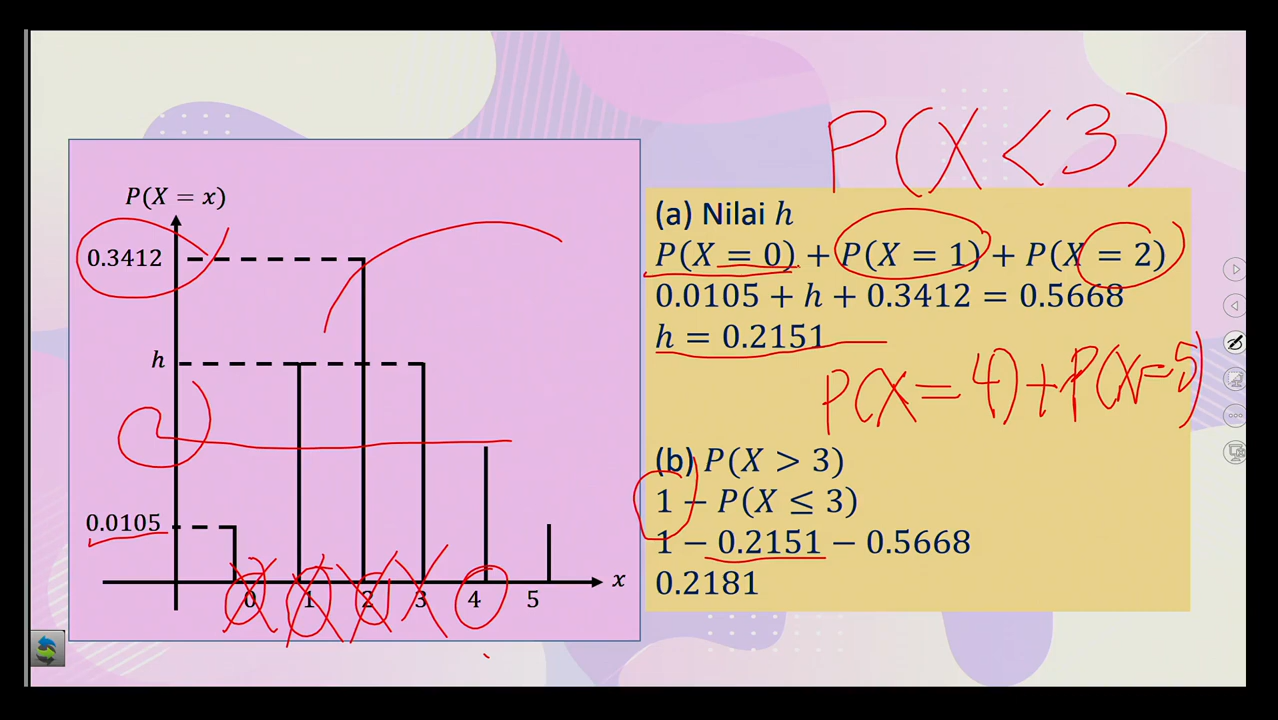 P(X = x)
0.3412
h
0.0105
0 1 2 3 4 5
x
P(X < 3)
(a) Nilai h
P(X = 0) + P(X = 1) + P(X = 2)
0.0105 + h + 0.3412 = 0.5668
h = 0.2151
P(X = 4) + P(X = 5)
(b) P(X > 3)
1 − P(X ≤ 3)
1 − 0.2151 − 0.5668
0.2181